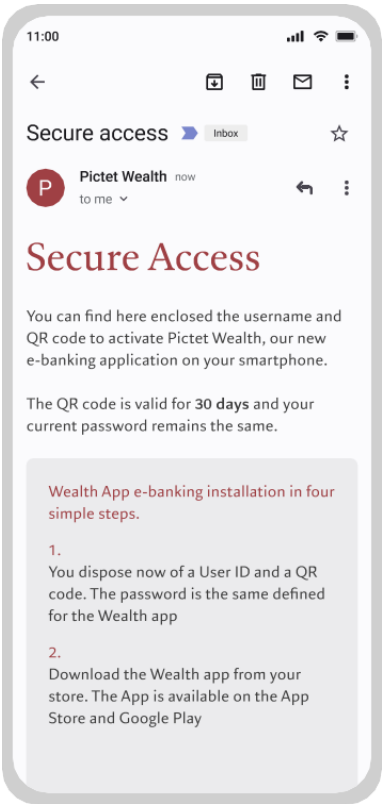 11:00
Secure access
Inbox
P
Pictet Wealth now
to me
Secure Access
You can find here enclosed the username and
QR code to activate Pictet Wealth, our new
e-banking application on your smartphone.
The QR code is valid for 30 days and your
current password remains the same.
Wealth App e-banking installation in four
simple steps.
1.
You dispose now of a User ID and a QR
code. The password is the same defined
for the Wealth app
2.
Download the Wealth app from your
store. The App is available on the App
Store and Google Play